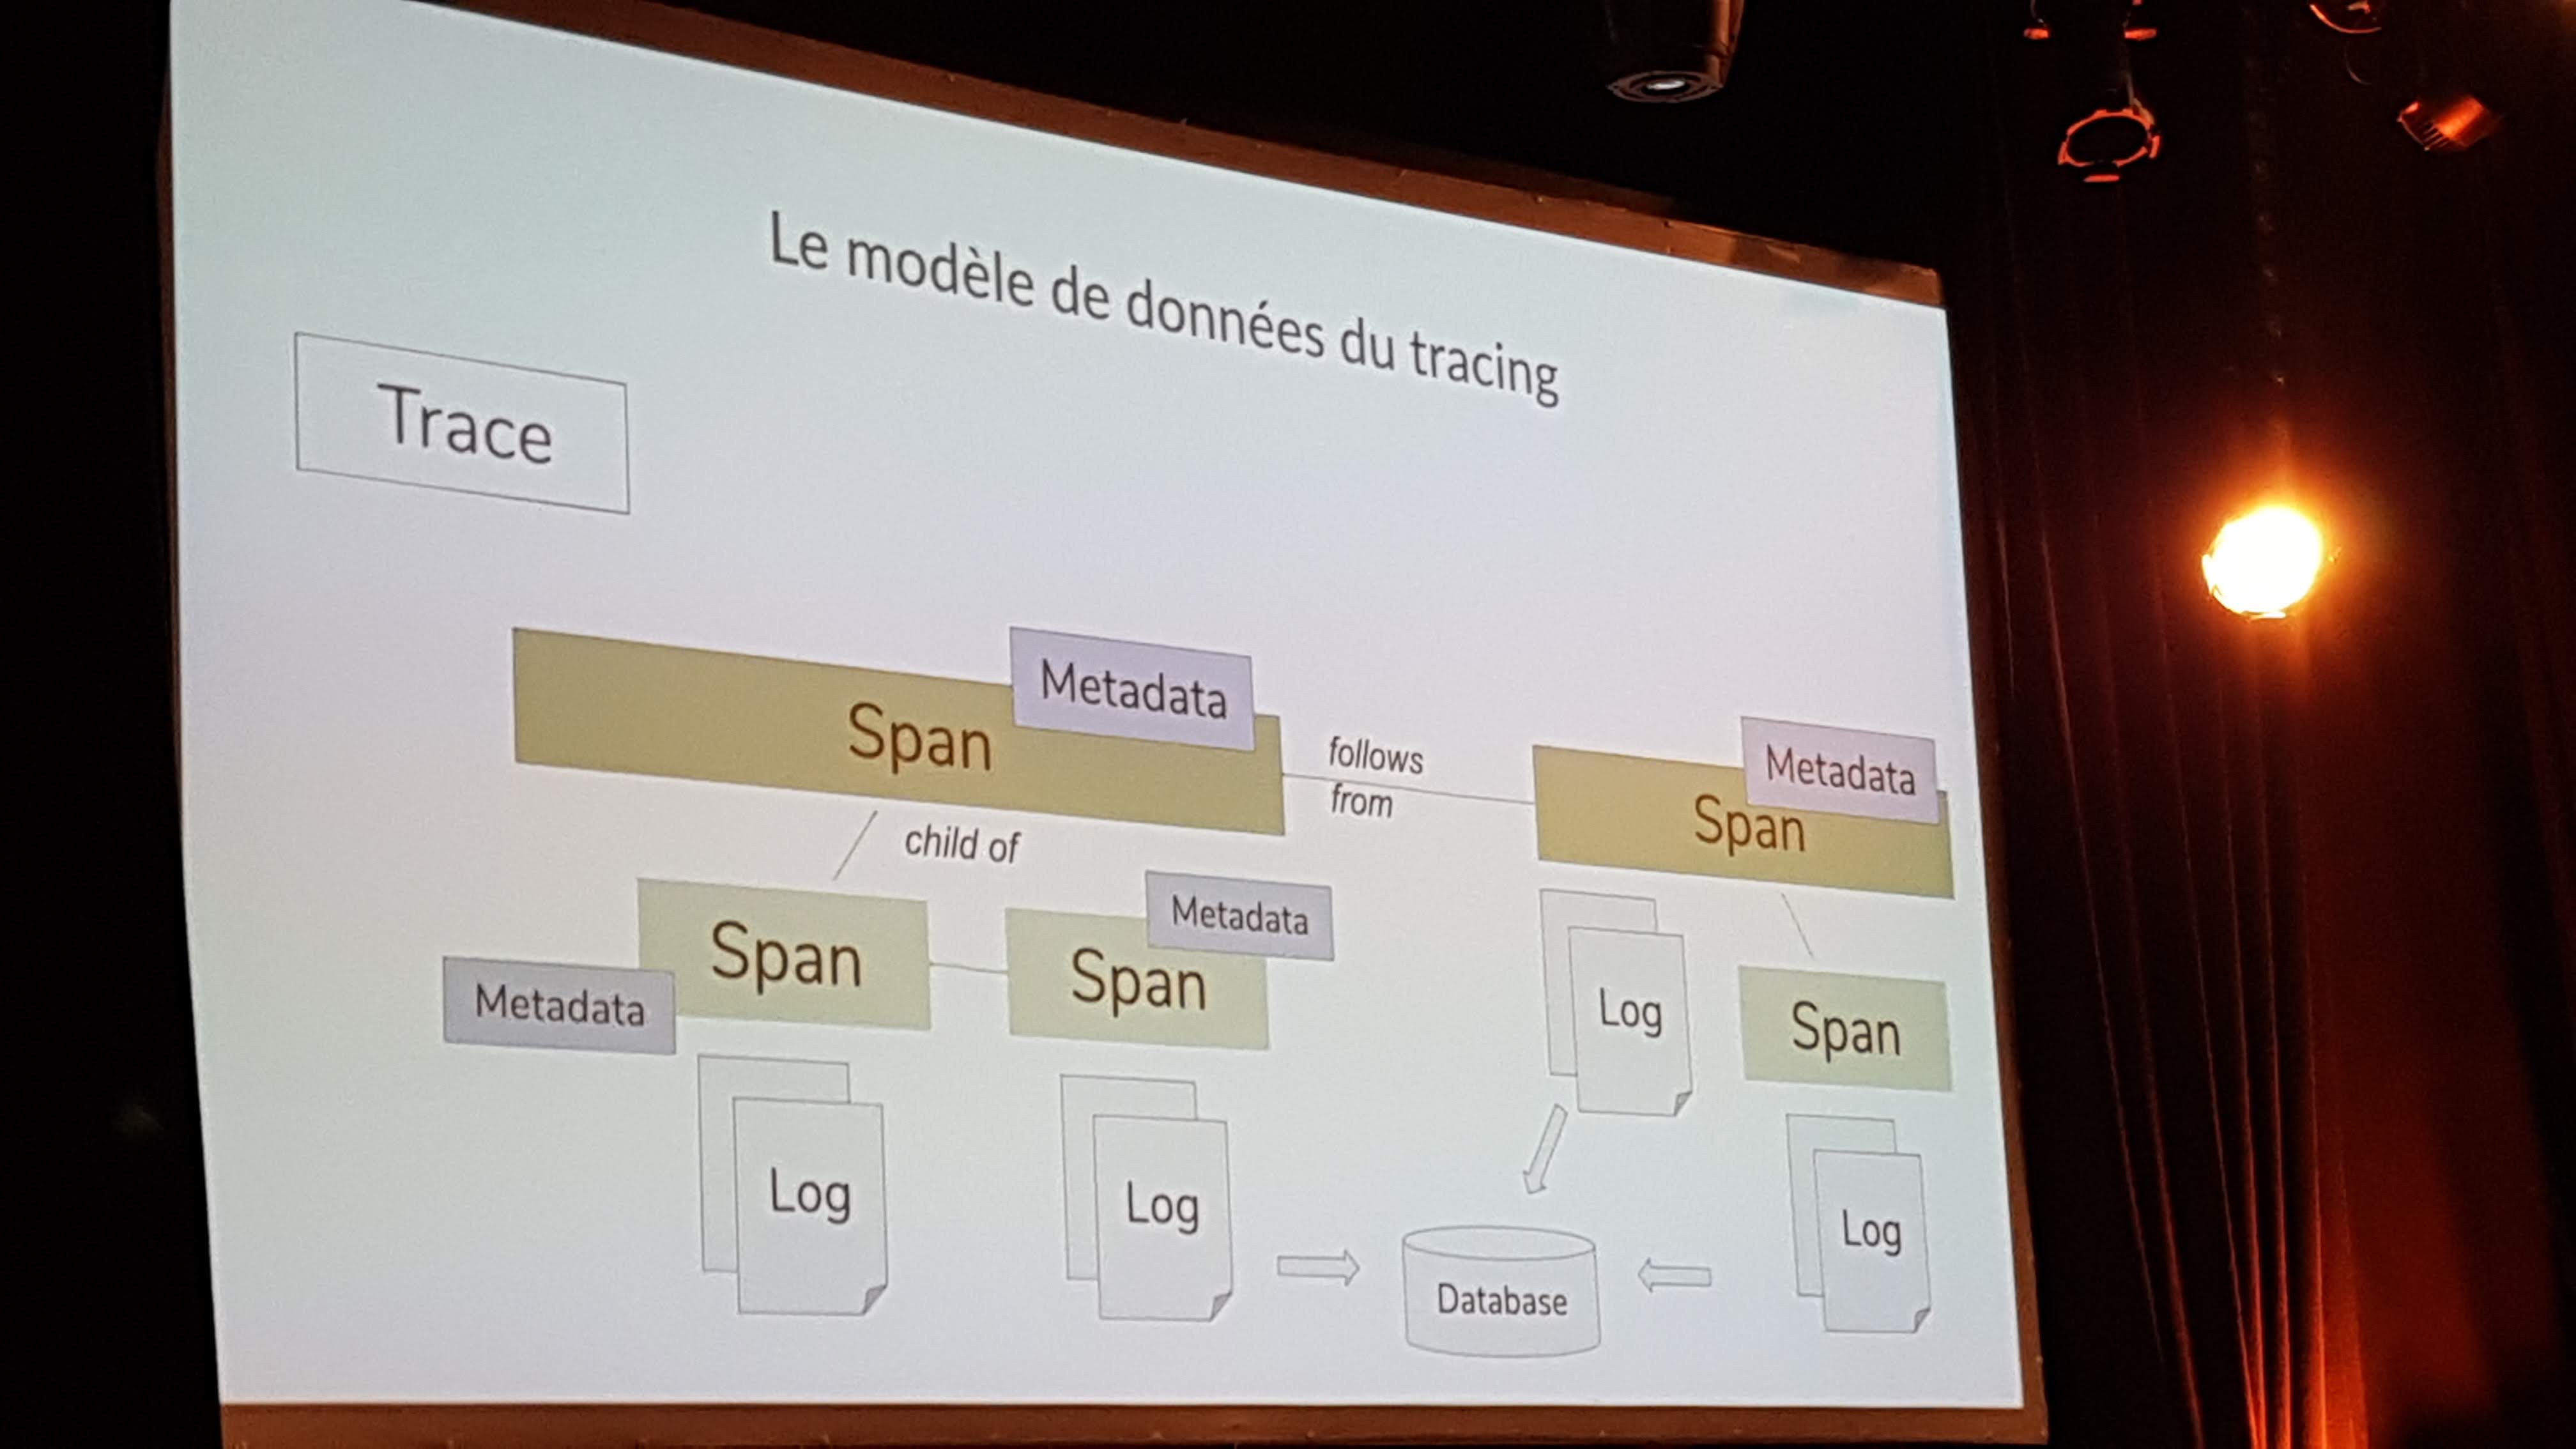 Le modèle de données du tracing
Trace
Metadata
Span
follows
from
Metadata
Span
child of
Span
Metadata
Metadata
Span
Log
Span
Log
Log
Log
Database